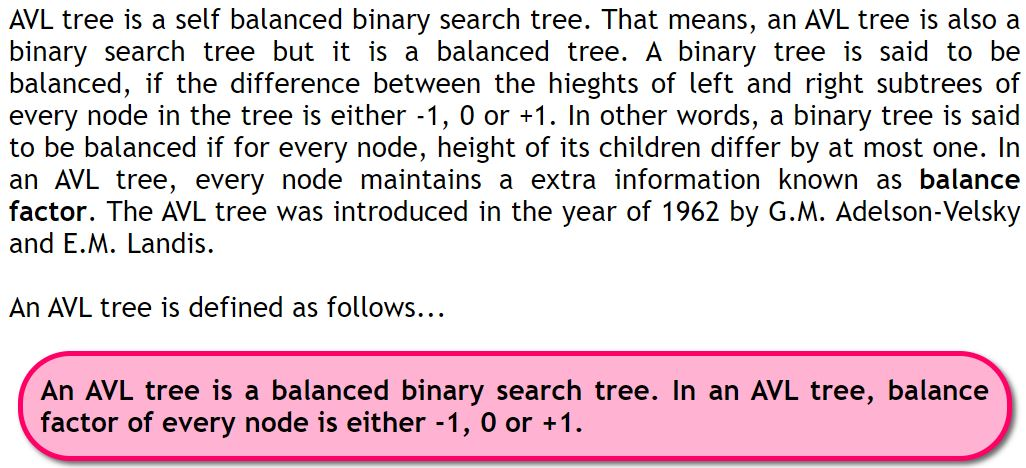 AVL tree is a self balanced binary search tree. That means, an AVL tree is also a
binary search tree but it is a balanced tree. A binary tree is said to be
balanced, if the difference between the hieghts of left and right subtrees of
every node in the tree is either -1, 0 or +1. In other words, a binary tree is said
to be balanced if for every node, height of its children differ by at most one. In
an AVL tree, every node maintains a extra information known as balance
factor. The AVL tree was introduced in the year of 1962 by G.M. Adelson-Velsky
and E.M. Landis.
An AVL tree is defined as follows...
An AVL tree is a balanced binary search tree. In an AVL tree, balance
factor of every node is either -1, 0 or +1.